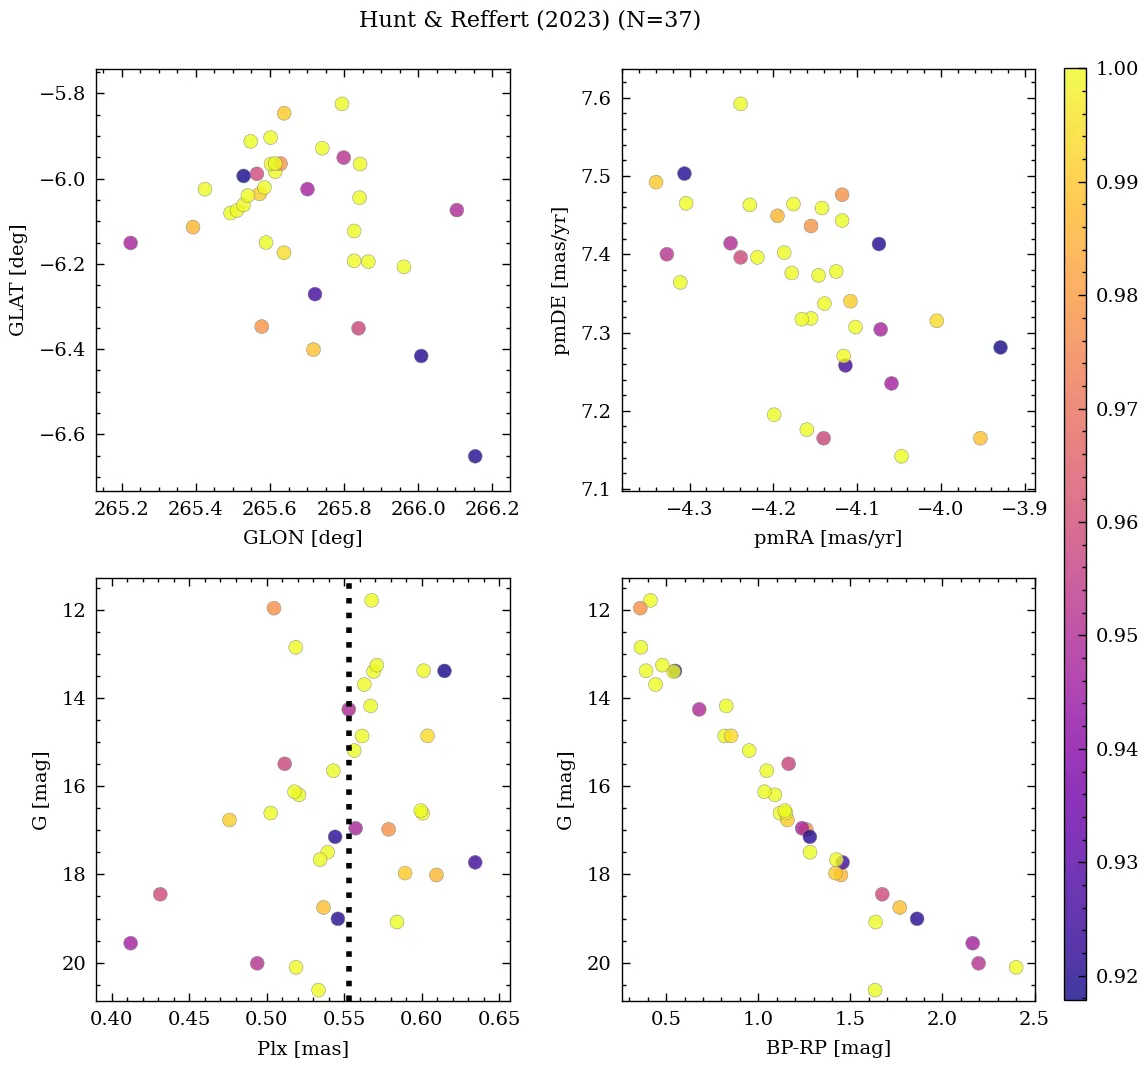 Hunt & Reffert (2023) (N=37)
−5.8
−6.0
−6.2
−6.4
−6.6
GLAT [deg]
265.2 265.4 265.6 265.8 266.0 266.2
GLON [deg]
7.6
7.5
7.4
7.3
7.2
7.1
pmDE [mas/yr]
−4.3 −4.2 −4.1 −4.0 −3.9
pmRA [mas/yr]
12
14
16
18
20
G [mag]
0.40 0.45 0.50 0.55 0.60 0.65
Plx [mas]
12
14
16
18
20
G [mag]
0.5 1.0 1.5 2.0 2.5
BP-RP [mag]
1.00
0.99
0.98
0.97
0.96
0.95
0.94
0.93
0.92